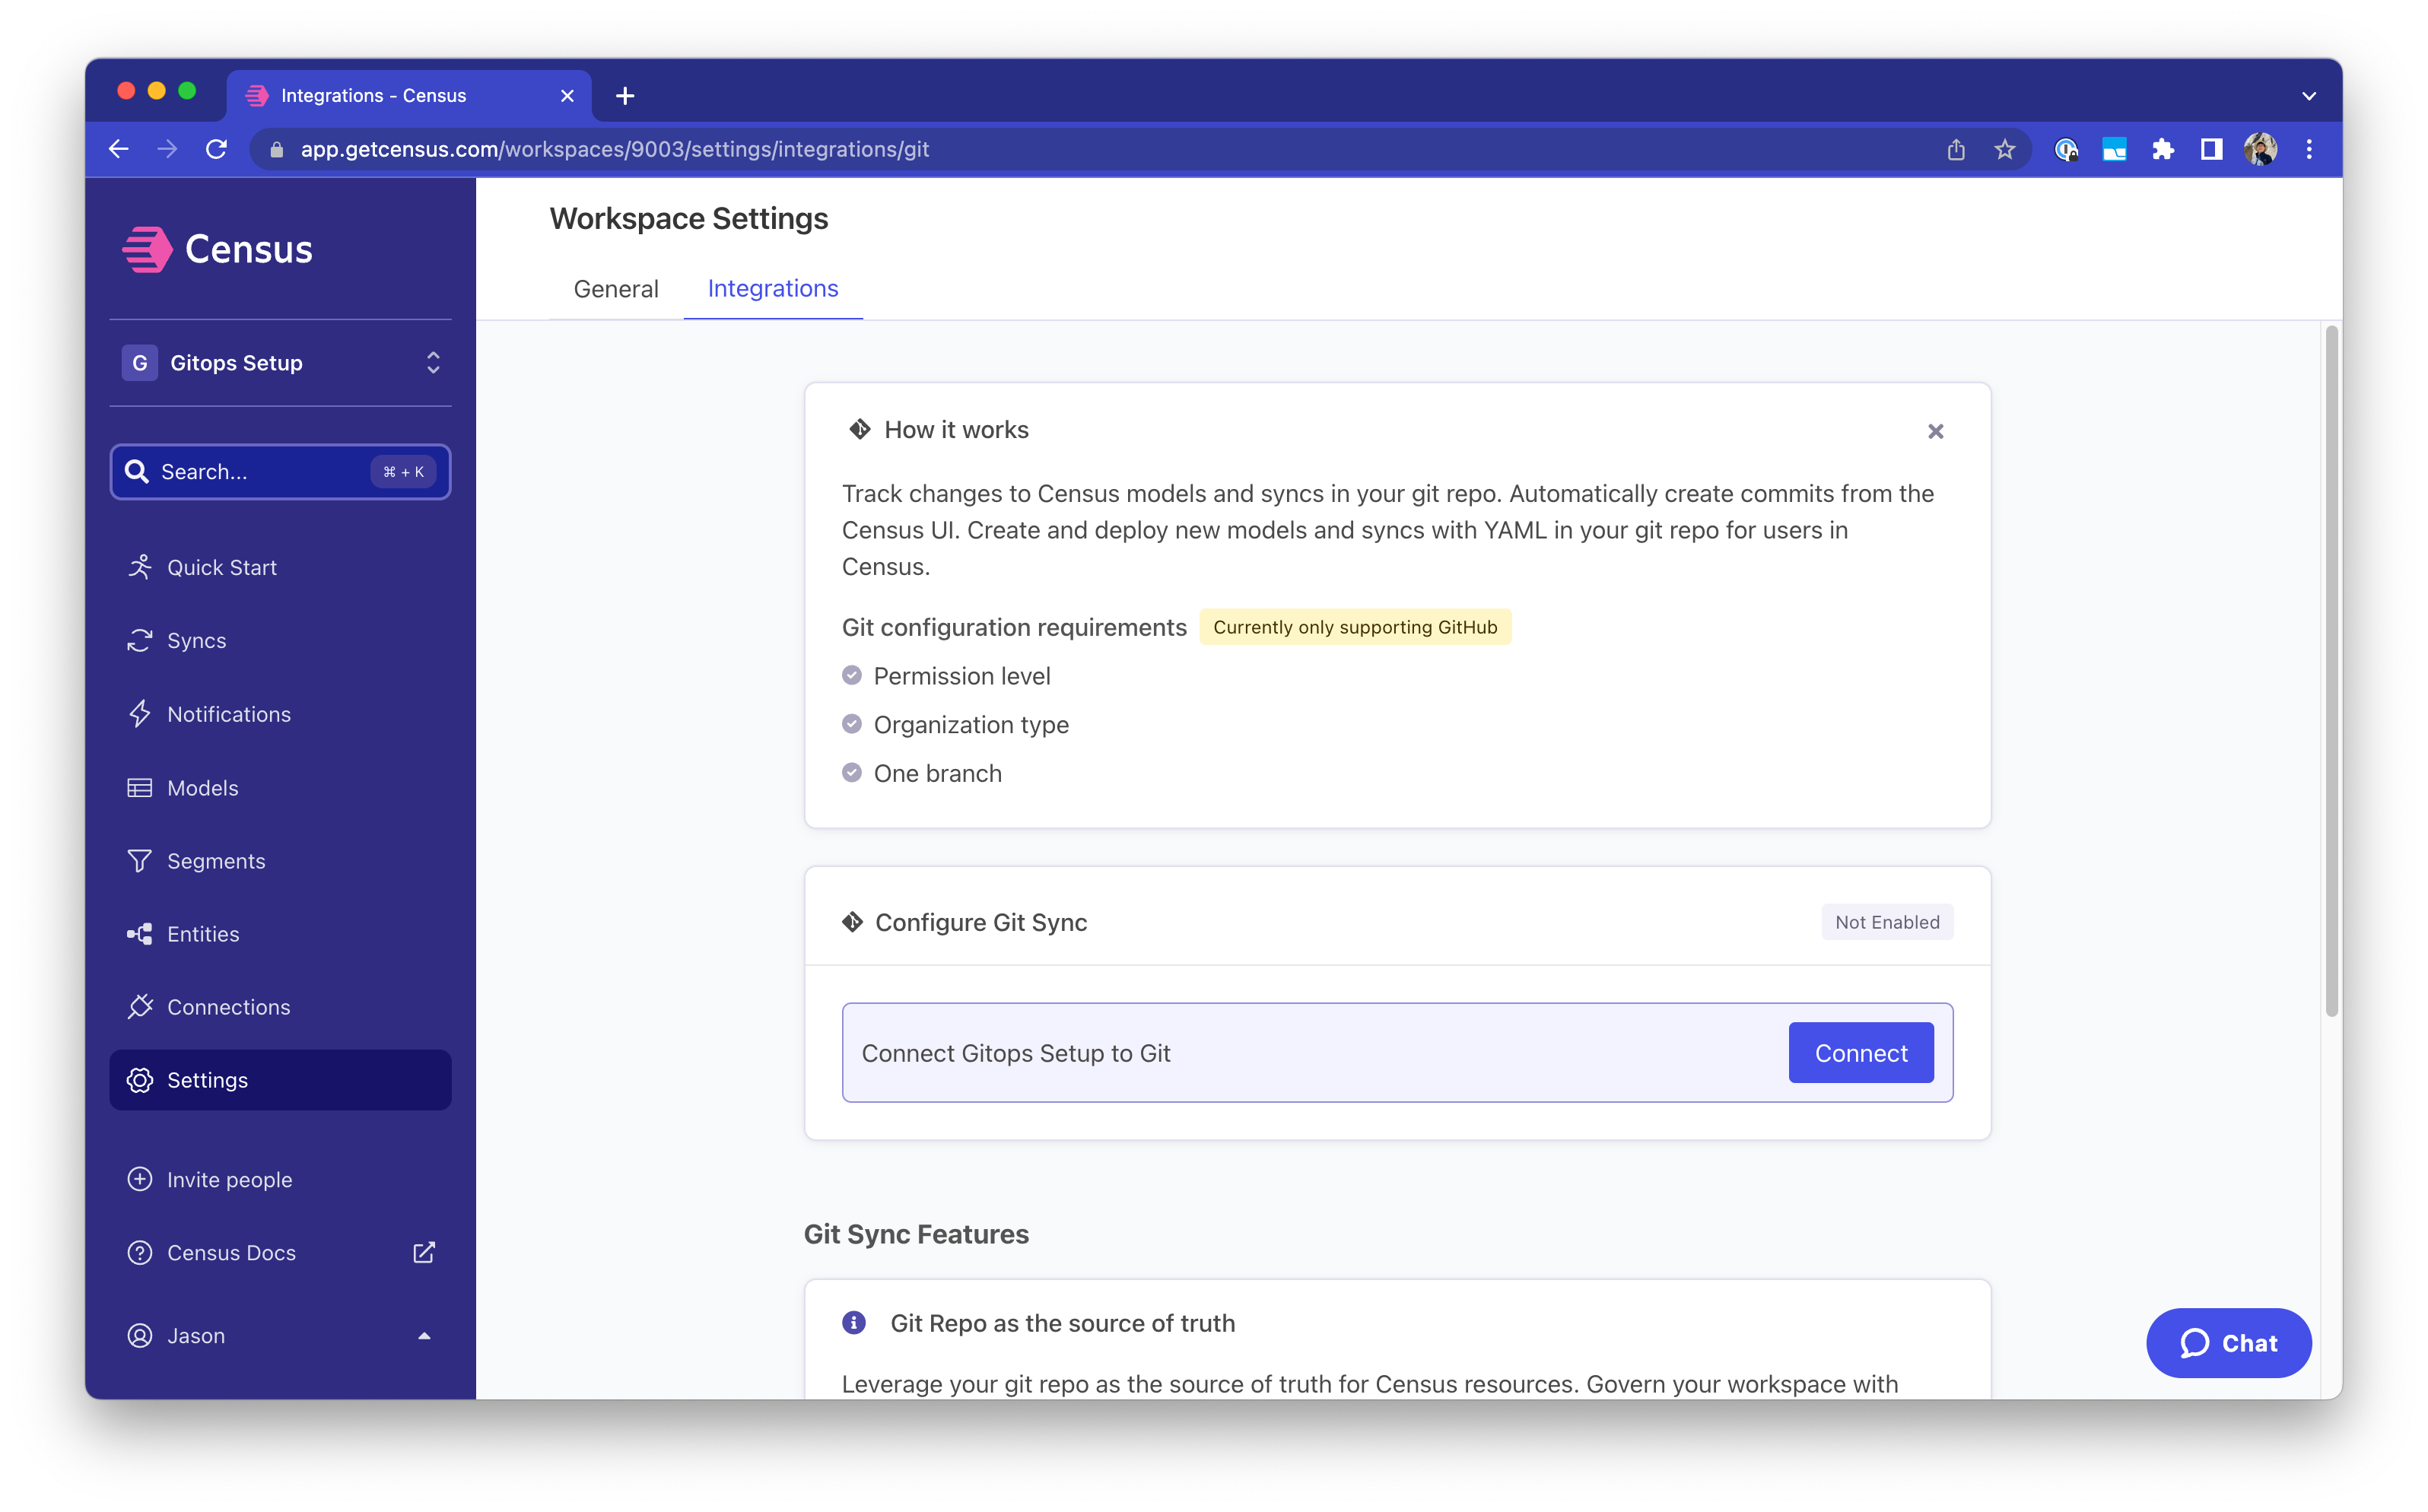 Integrations - Census
app.getcensus.com/workspaces/9003/settings/integrations/git
Census
G Gitops Setup
Search... ⌘ + K
Quick Start
Syncs
Notifications
Models
Segments
Entities
Connections
Settings
Invite people
Census Docs
Jason
Workspace Settings
General Integrations
How it works
Track changes to Census models and syncs in your git repo. Automatically create commits from the
Census UI. Create and deploy new models and syncs with YAML in your git repo for users in
Census.
Git configuration requirements Currently only supporting GitHub
Permission level
Organization type
One branch
Configure Git Sync Not Enabled
Connect Gitops Setup to Git Connect
Git Sync Features
Git Repo as the source of truth
Leverage your git repo as the source of truth for Census resources. Govern your workspace with
Chat